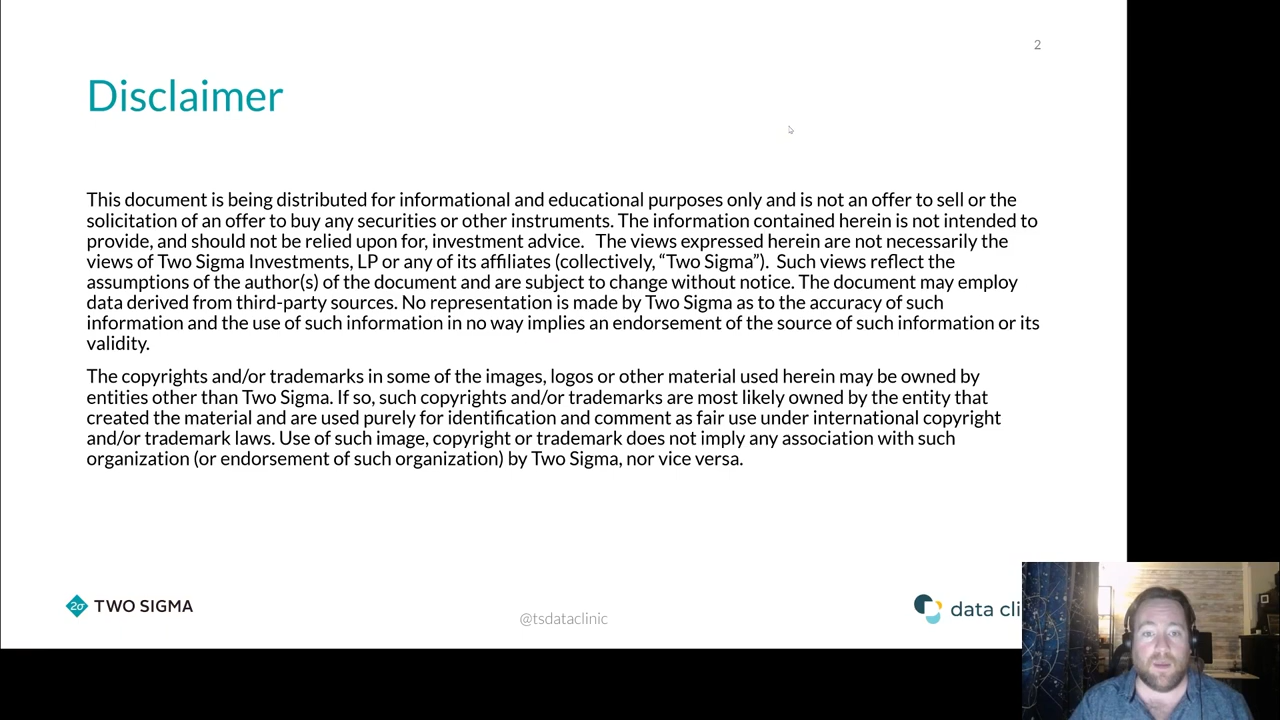 2
Disclaimer
This document is being distributed for informational and educational purposes only and is not an offer to sell or the
solicitation of an offer to buy any securities or other instruments. The information contained herein is not intended to
provide, and should not be relied upon for, investment advice.   The views expressed herein are not necessarily the
views of Two Sigma Investments, LP or any of its affiliates (collectively, “Two Sigma”).  Such views reflect the
assumptions of the author(s) of the document and are subject to change without notice. The document may employ
data derived from third-party sources. No representation is made by Two Sigma as to the accuracy of such
information and the use of such information in no way implies an endorsement of the source of such information or its
validity.
The copyrights and/or trademarks in some of the images, logos or other material used herein may be owned by
entities other than Two Sigma. If so, such copyrights and/or trademarks are most likely owned by the entity that
created the material and are used purely for identification and comment as fair use under international copyright
and/or trademark laws. Use of such image, copyright or trademark does not imply any association with such
organization (or endorsement of such organization) by Two Sigma, nor vice versa.
2σ TWO SIGMA
@tsdataclinic
data cli